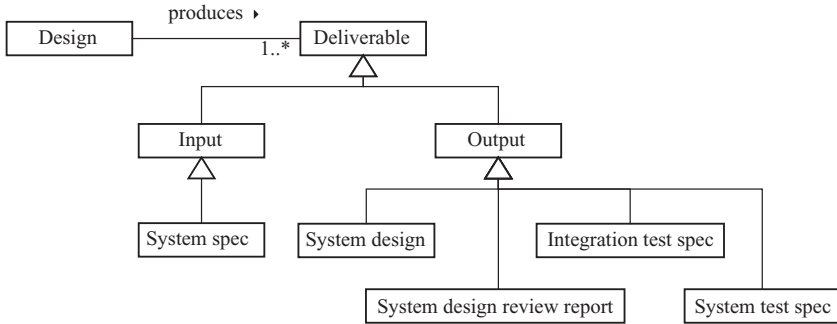 produces ▸
Design
Deliverable
1..*
Input
Output
System spec
System design
Integration test spec
System design review report
System test spec